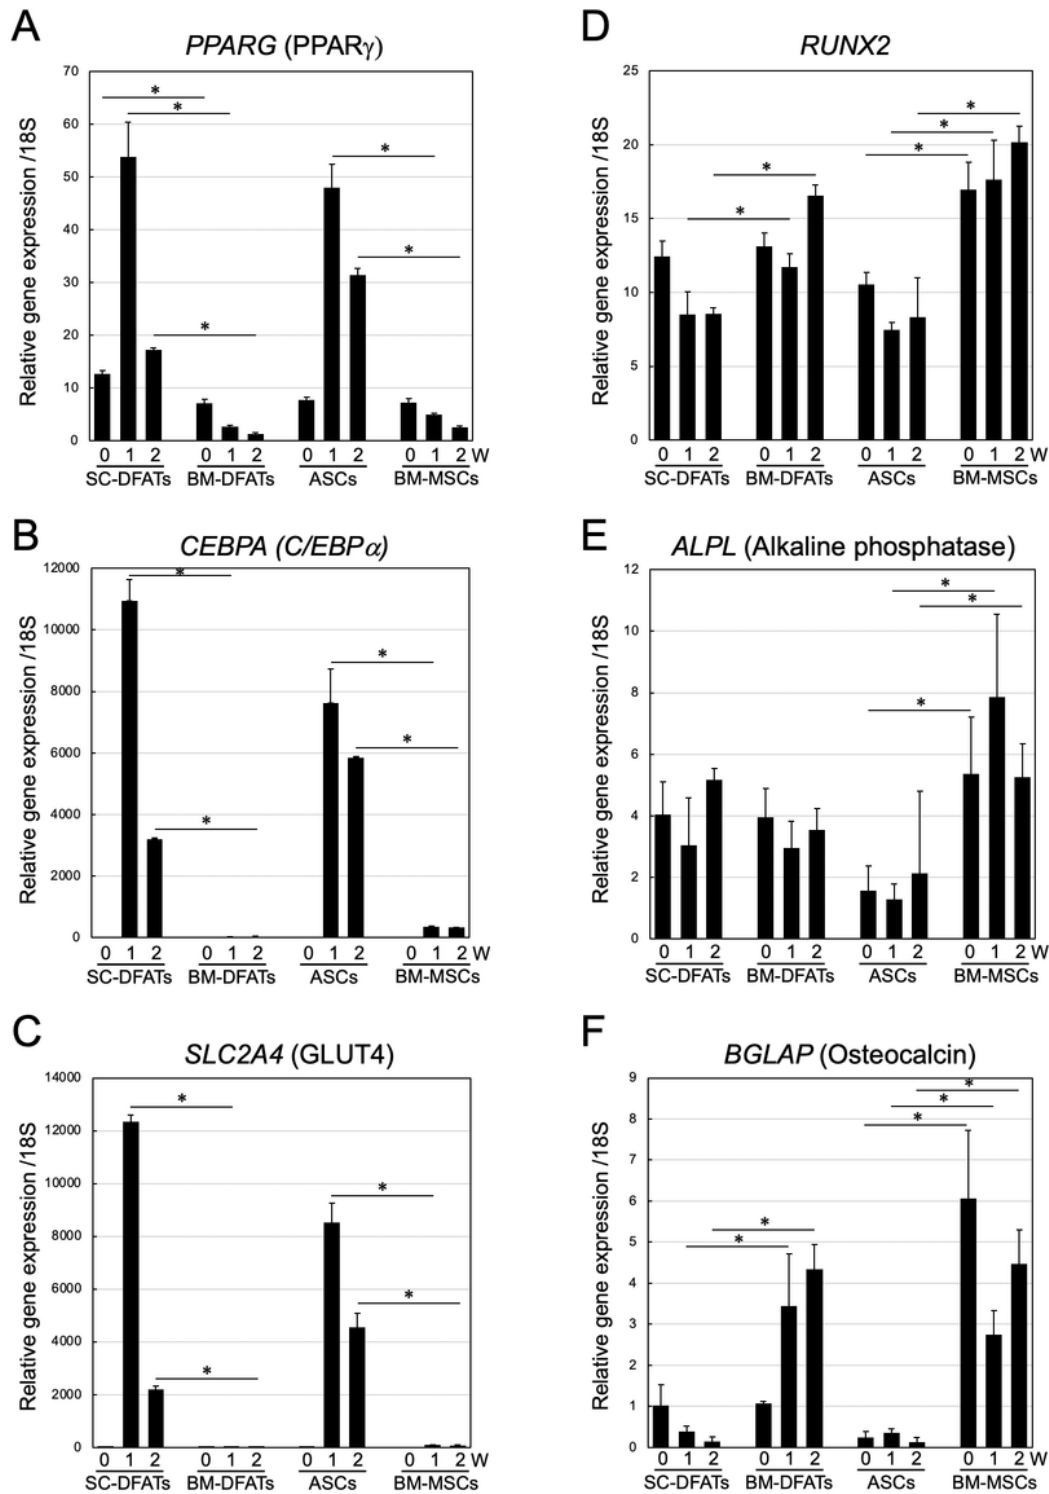 A
PPARG (PPARγ)
Relative gene expression /18S
70
60
50
40
30
20
10
0
* * * * *
0 1 2 0 1 2 0 1 2 0 1 2 W
SC-DFATs BM-DFATs ASCs BM-MSCs
B
CEBPA (C/EBPα)
Relative gene expression /18S
12000
10000
8000
6000
4000
2000
0
* * * *
0 1 2 0 1 2 0 1 2 0 1 2 W
SC-DFATs BM-DFATs ASCs BM-MSCs
C
SLC2A4 (GLUT4)
Relative gene expression /18S
14000
12000
10000
8000
6000
4000
2000
0
* * * *
0 1 2 0 1 2 0 1 2 0 1 2 W
SC-DFATs BM-DFATs ASCs BM-MSCs
D
RUNX2
Relative gene expression /18S
25
20
15
10
5
0
* * * * *
0 1 2 0 1 2 0 1 2 0 1 2 W
SC-DFATs BM-DFATs ASCs BM-MSCs
E
ALPL (Alkaline phosphatase)
Relative gene expression /18S
12
10
8
6
4
2
0
* * *
0 1 2 0 1 2 0 1 2 0 1 2 W
SC-DFATs BM-DFATs ASCs BM-MSCs
F
BGLAP (Osteocalcin)
Relative gene expression /18S
9
8
7
6
5
4
3
2
1
0
* * * * *
0 1 2 0 1 2 0 1 2 0 1 2 W
SC-DFATs BM-DFATs ASCs BM-MSCs